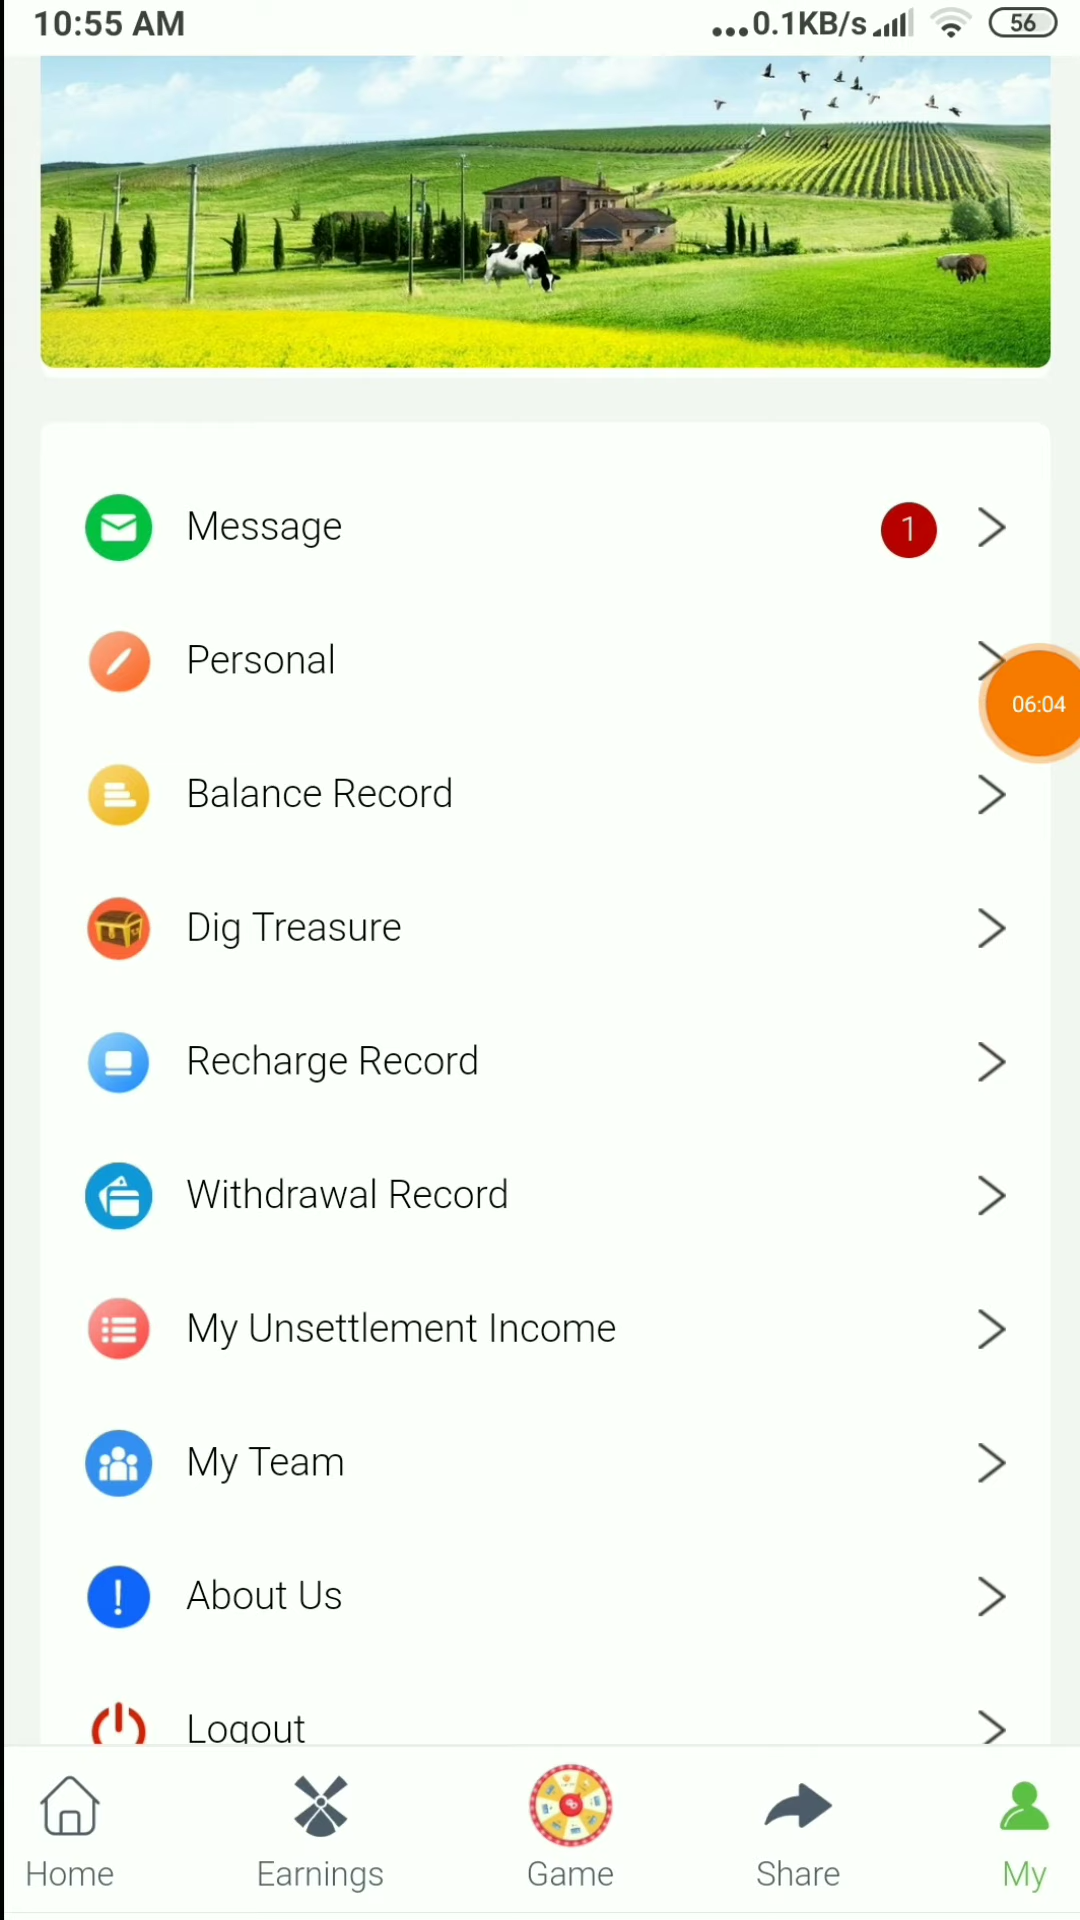 10:55 AM
...0.1KB/s
56
Message
1
Personal
06:04
Balance Record
Dig Treasure
Recharge Record
Withdrawal Record
My Unsettlement Income
My Team
About Us
Logout
Home
Earnings
Game
Share
My